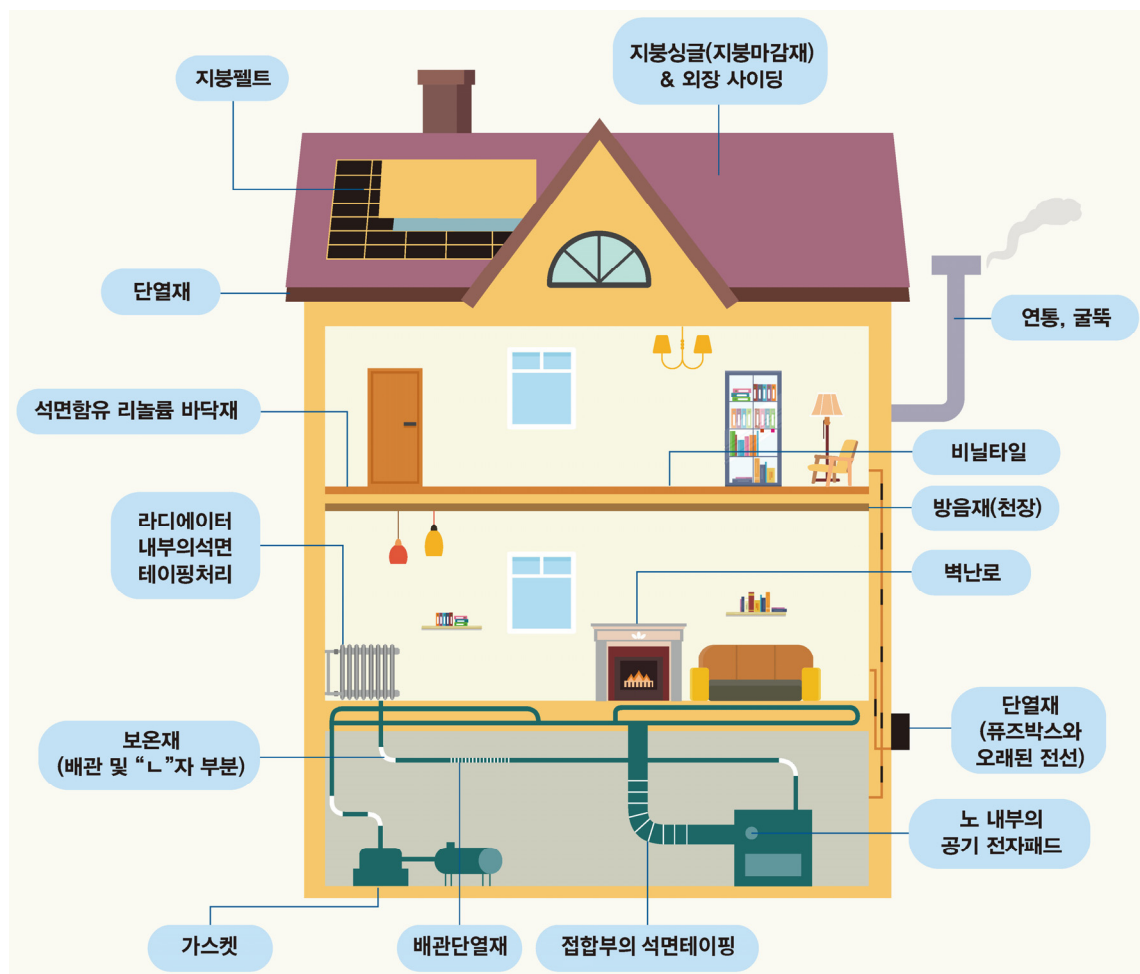 지붕펠트
지붕싱글(지붕마감재)
& 외장 사이딩
단열재
연통, 굴뚝
석면함유 리놀륨 바닥재
비닐타일
라디에이터
내부의석면
테이핑처리
방음재(천장)
벽난로
보온재
(배관 및 “ㄴ”자 부분)
단열재
(퓨즈박스와
오래된 전선)
노 내부의
공기 전자패드
가스켓
배관단열재
접합부의 석면테이핑